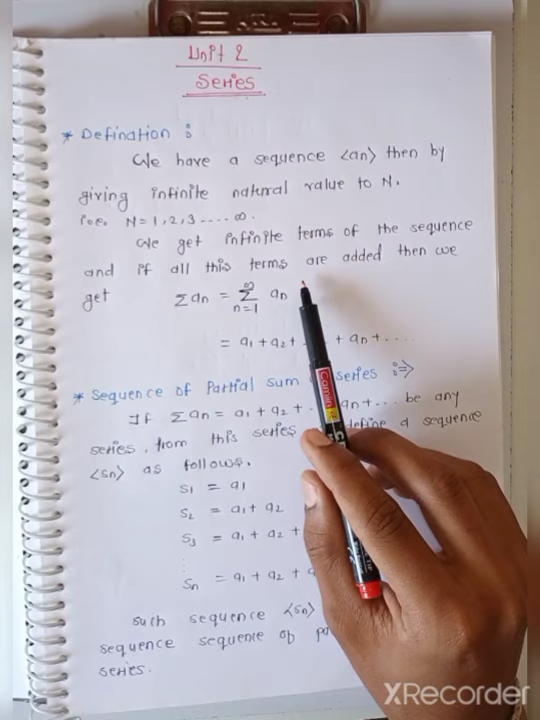 Unit 2
Series
* Defination :
We have a sequence <an> then by
giving infinite natural value to N.
i.e. N = 1, 2, 3 .... ∞.
We get infinite terms of the sequence
and if all this terms are added then we
get Σan = ∞Σn=1 an
= a1 + a2 + + an + ....
* Sequence of Partial sum series :=>
If Σan = a1 + a2 + an + ... be any
series, from this series define a sequence
<sn> as follows.
s1 = a1
s2 = a1 + a2
s3 = a1 + a2 +
:
sn = a1 + a2 +
such sequence <sn>
sequence sequence of
series.
Camlin
XRecorder